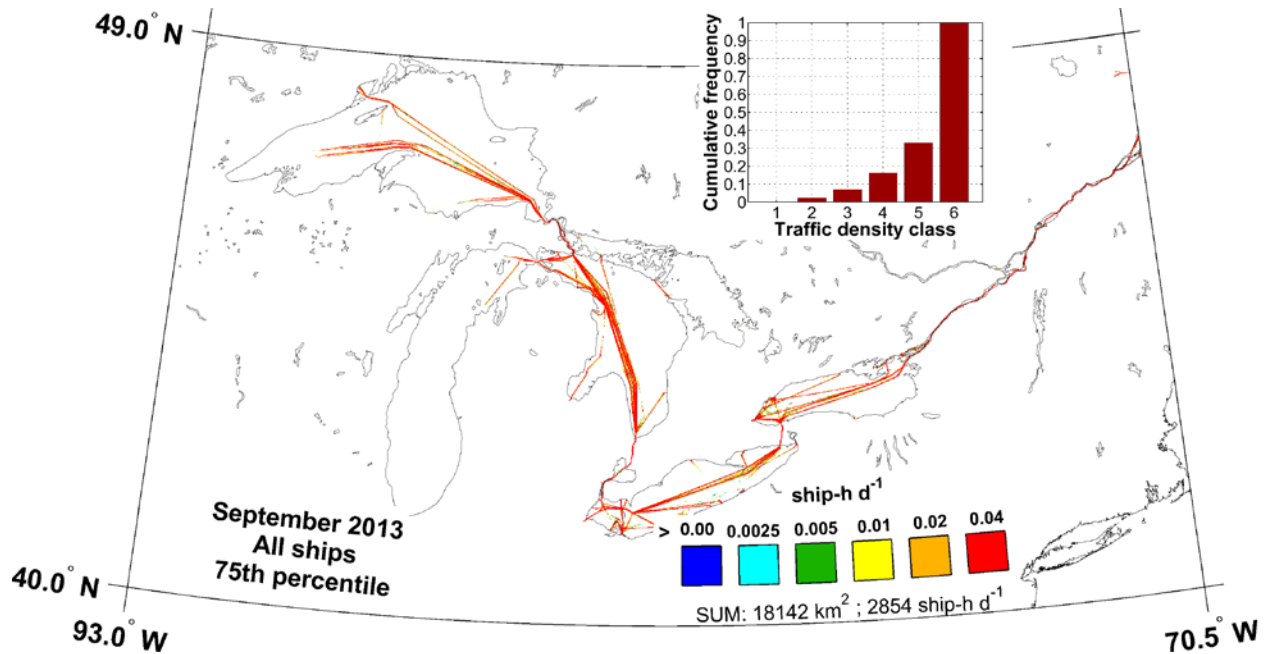 49.0° N
1
0.9
0.8
0.7
0.6
0.5
0.4
0.3
0.2
0.1
0
Cumulative frequency
1 2 3 4 5 6
Traffic density class
ship-h d⁻¹
> 0.00 0.0025 0.005 0.01 0.02 0.04
SUM: 18142 km² ; 2854 ship-h d⁻¹
September 2013
All ships
75th percentile
40.0° N
93.0° W
70.5° W